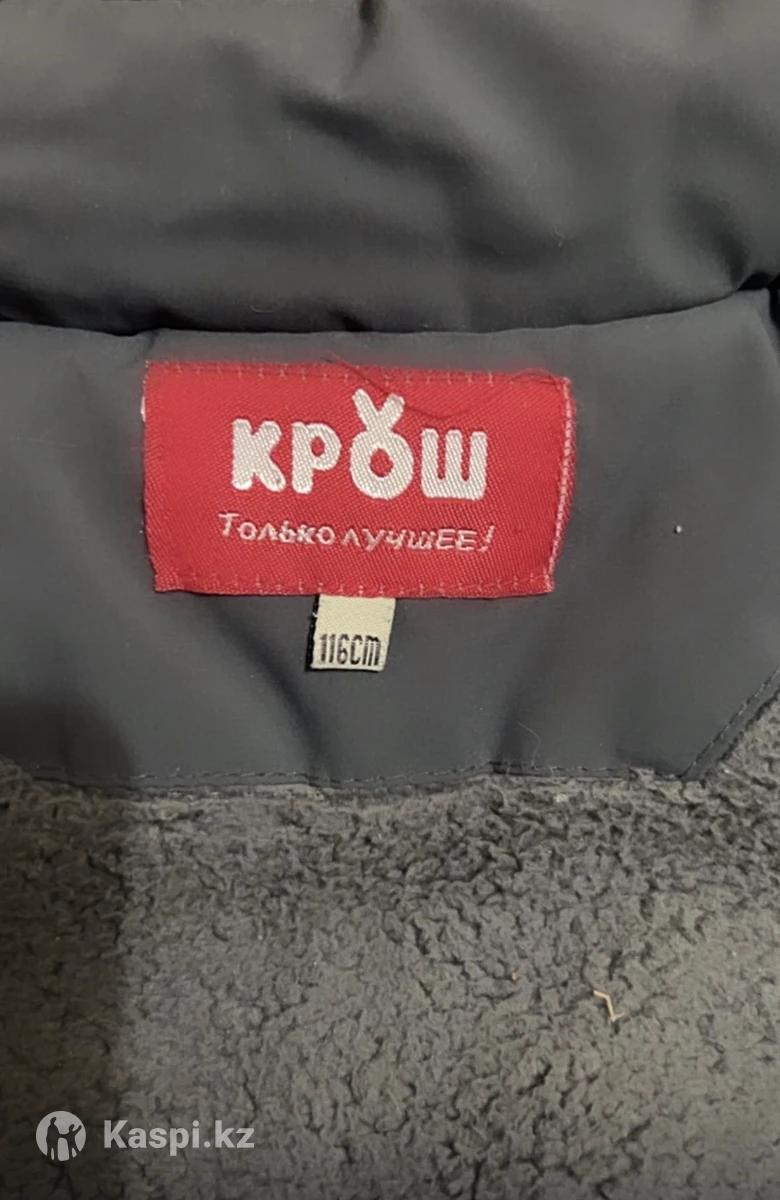 КРОШ
Только лучшее!
116cm
Kaspi.kz